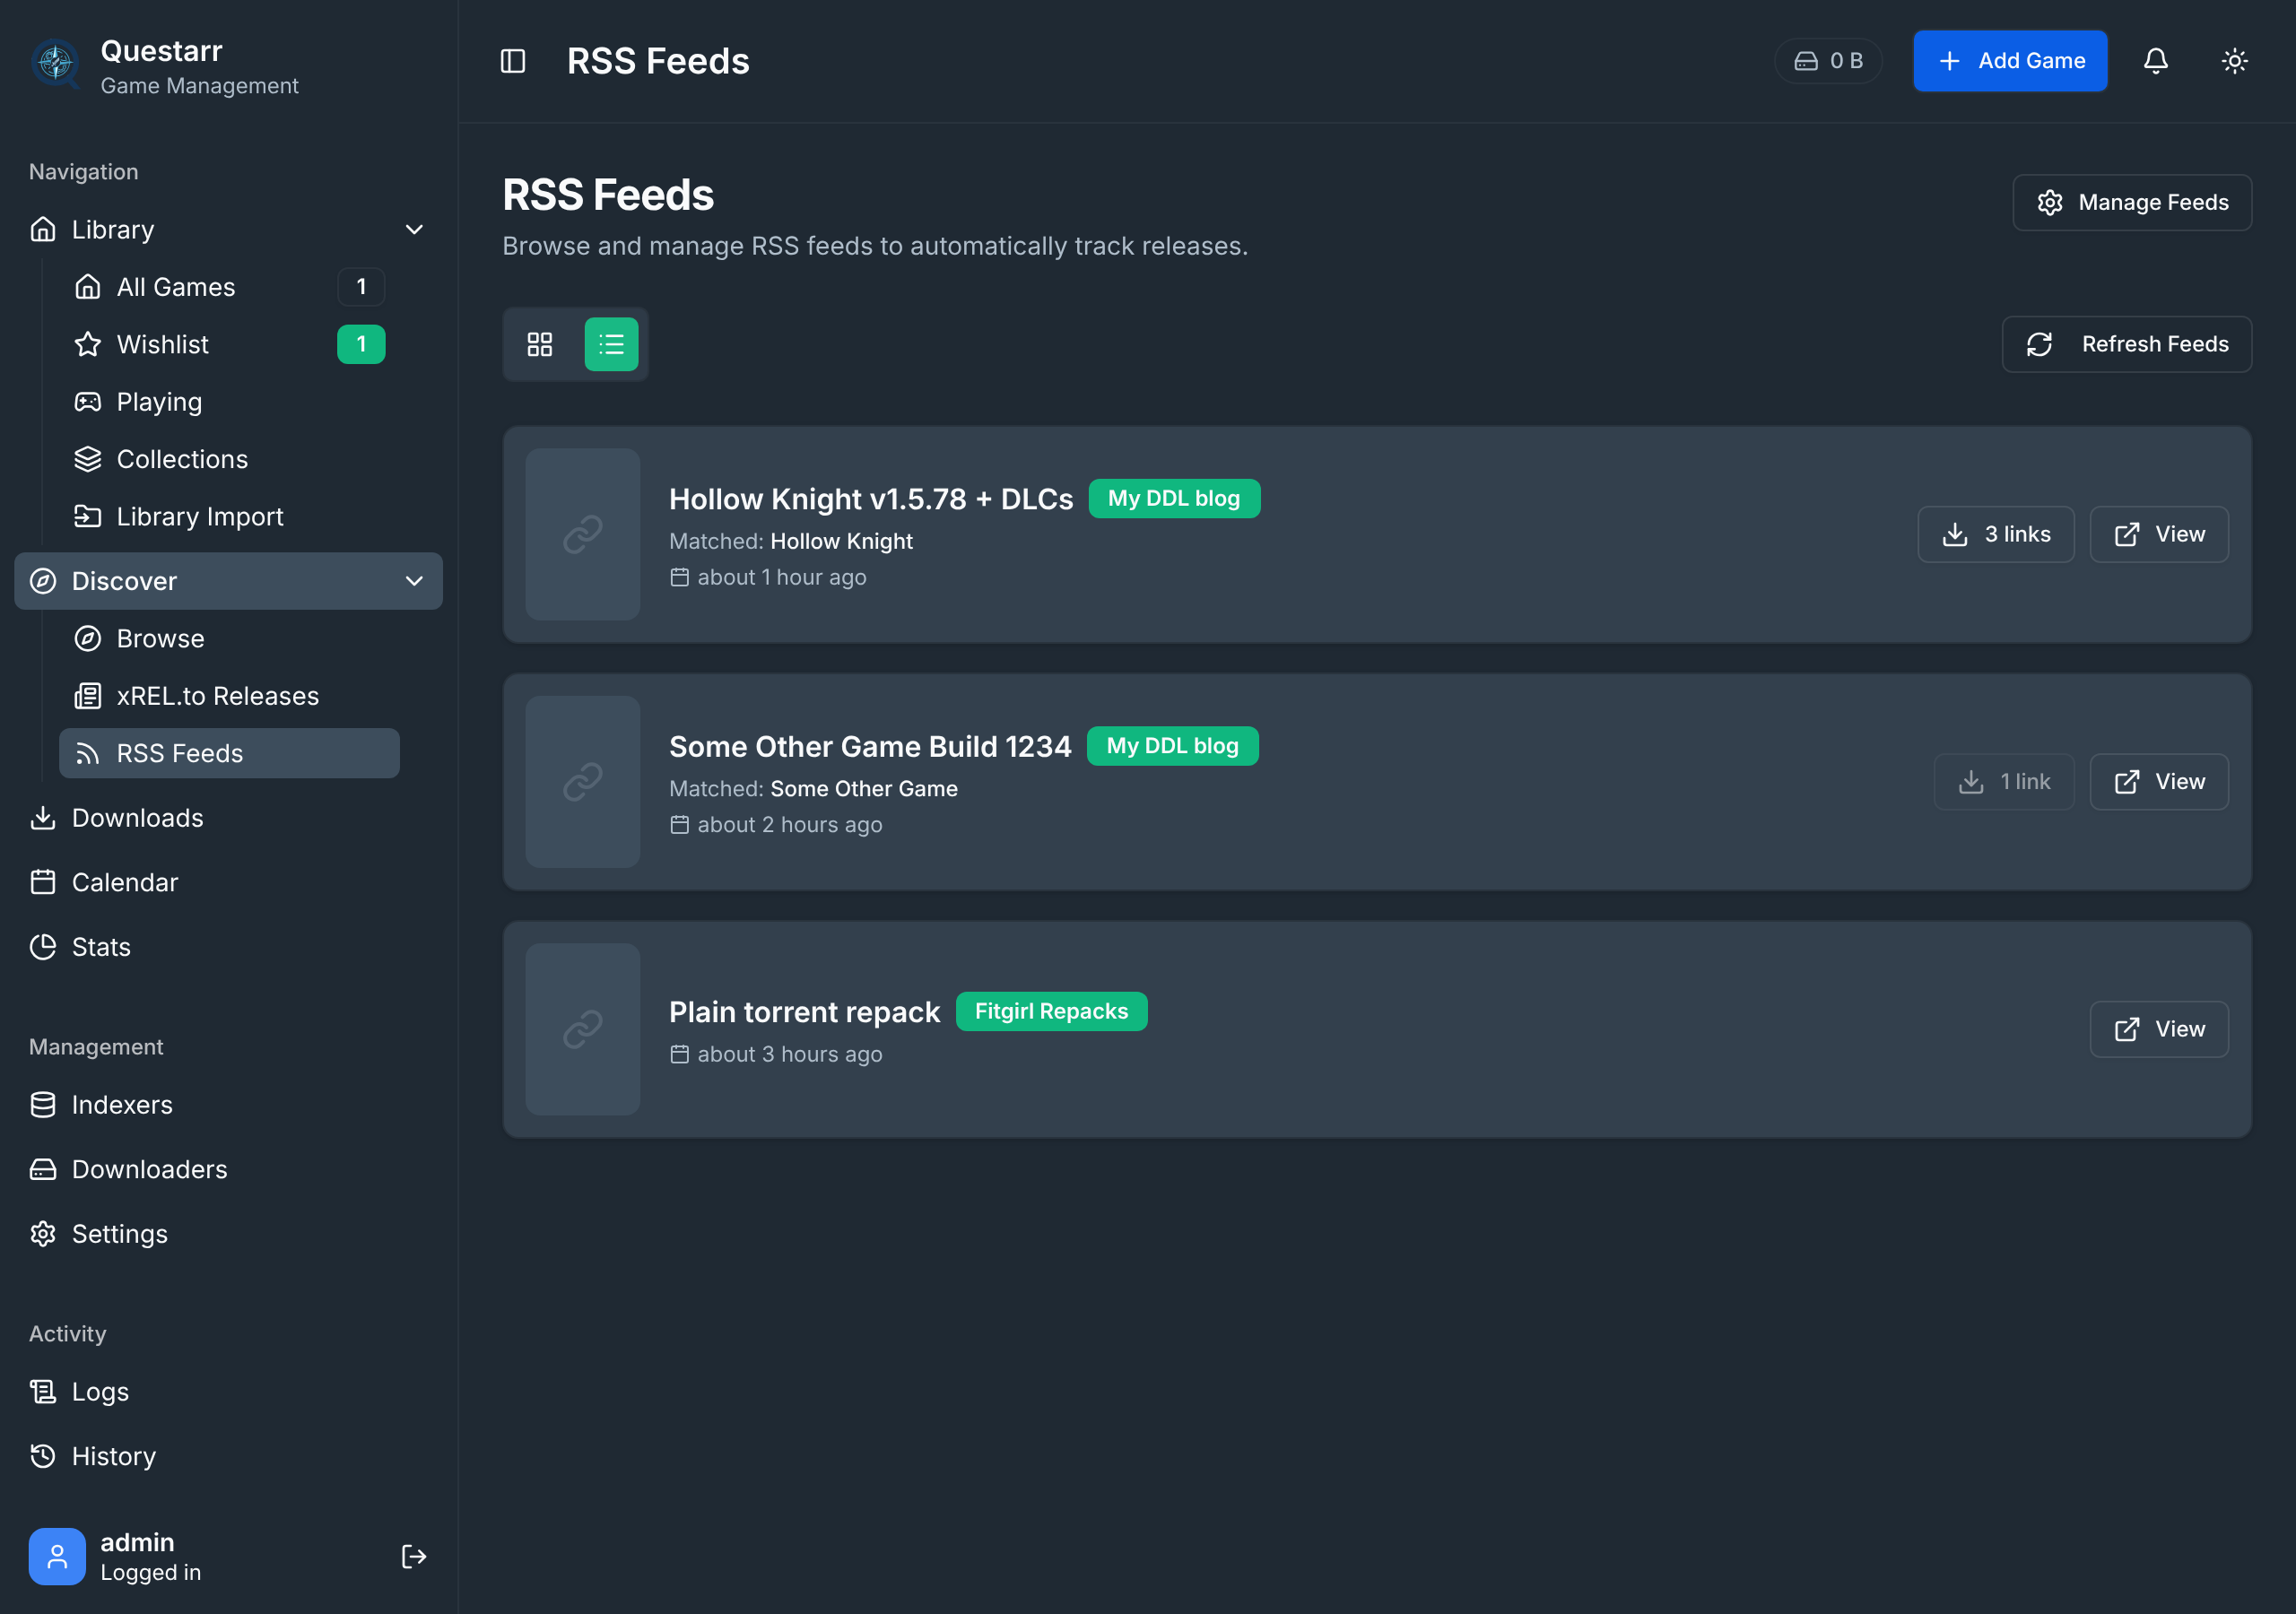 Questarr
Game Management
Navigation
Library
All Games 1
Wishlist 1
Playing
Collections
Library Import
Discover
Browse
xREL.to Releases
RSS Feeds
Downloads
Calendar
Stats
Management
Indexers
Downloaders
Settings
Activity
Logs
History
admin
Logged in
RSS Feeds
0 B
Add Game
RSS Feeds
Browse and manage RSS feeds to automatically track releases.
Manage Feeds
Refresh Feeds
Hollow Knight v1.5.78 + DLCs My DDL blog
Matched: Hollow Knight
about 1 hour ago
3 links View
Some Other Game Build 1234 My DDL blog
Matched: Some Other Game
about 2 hours ago
1 link View
Plain torrent repack Fitgirl Repacks
about 3 hours ago
View